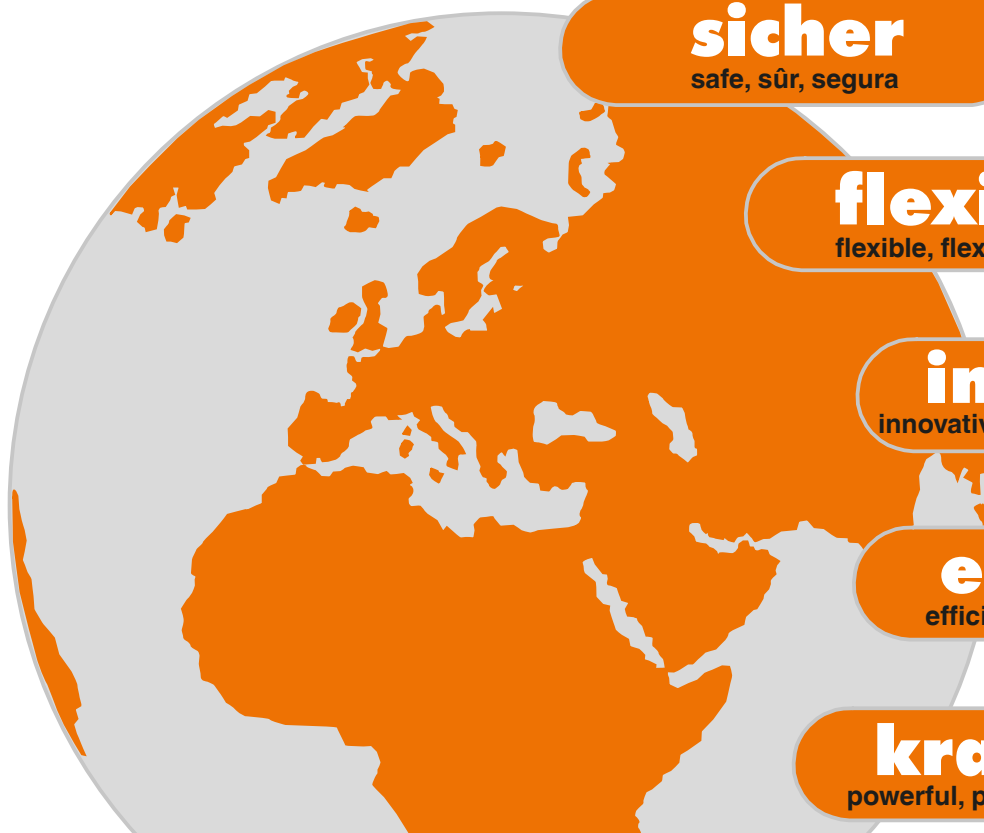 sicher
safe, sûr, segura
flexi
flexible, flex
in
innovativ
e
effici
kra
powerful, p